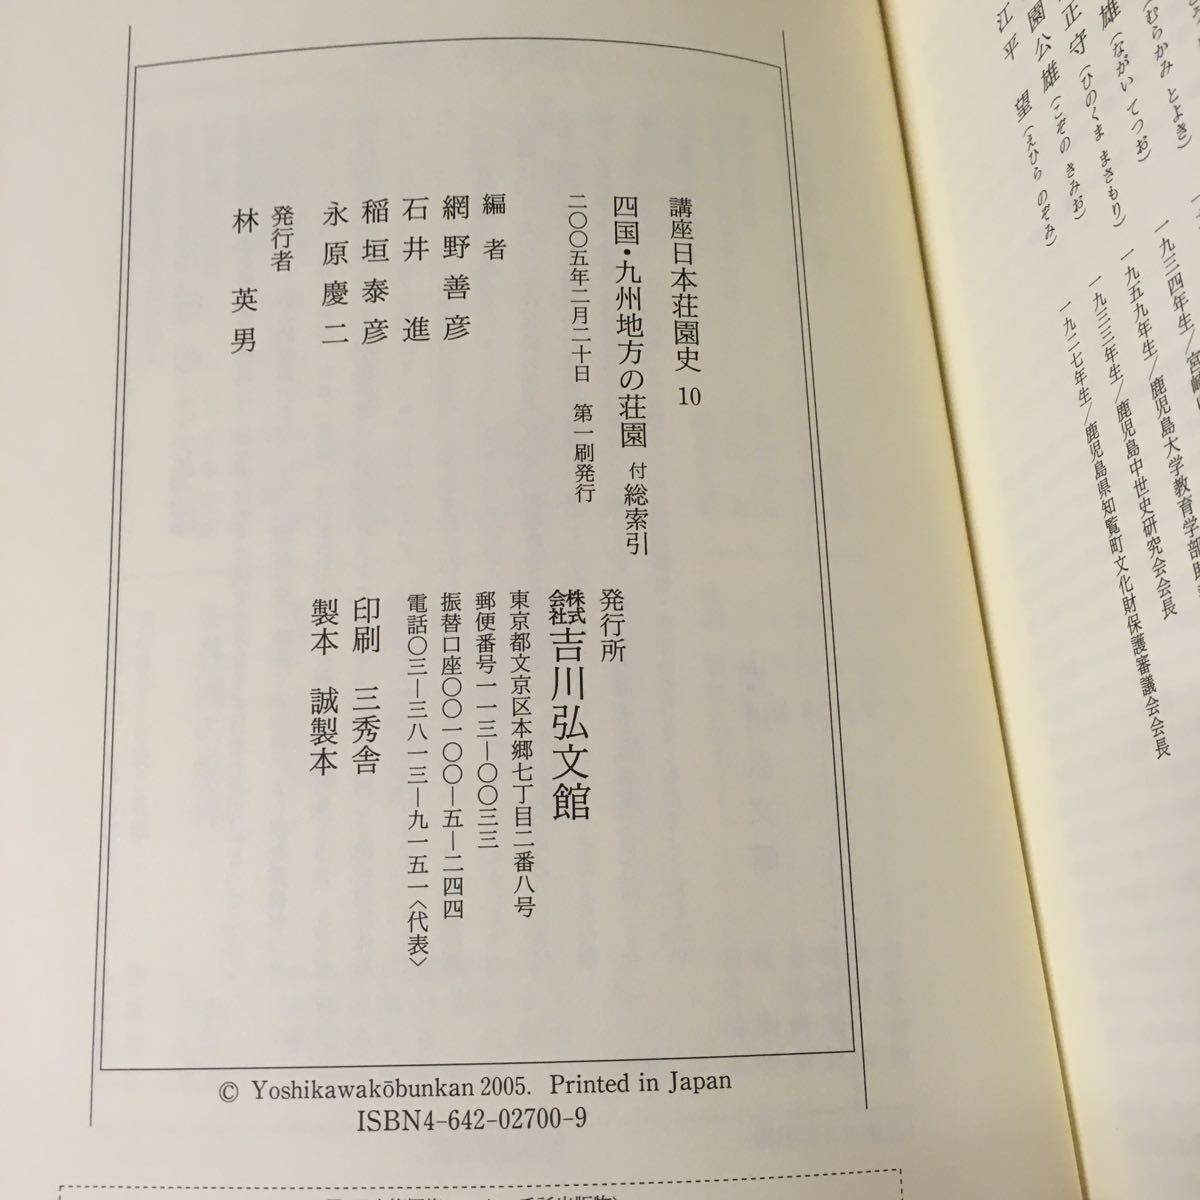 講座日本荘園史 10
四国・九州地方の荘園 付 総索引
二〇〇五年二月二十日 第一刷発行
編者
網野善彦
石井進
稲垣泰彦
永原慶二
発行者
林英男
発行所
株式会社吉川弘文館
東京都文京区本郷七丁目二番八号
郵便番号一一三―〇〇三三
振替口座〇〇一〇〇―五―二四四
電話〇三―三八一三―九一五一〈代表〉
印刷 三秀舎
製本 誠製本
© Yoshikawakōbunkan 2005. Printed in Japan
ISBN4-642-02700-9
(むらかみ とよき)
雄 (ながい てつお) 一九三四年生/宮崎
正守 (ひのくま まさもり) 一九五九年生/鹿児島大学教育学部助
園公雄 (こぞの きみお) 一九三三年生/鹿児島中世史研究会会長
江平 望 (えひら のぞみ) 一九二七年生/鹿児島県知覧町文化財保護審議会会長